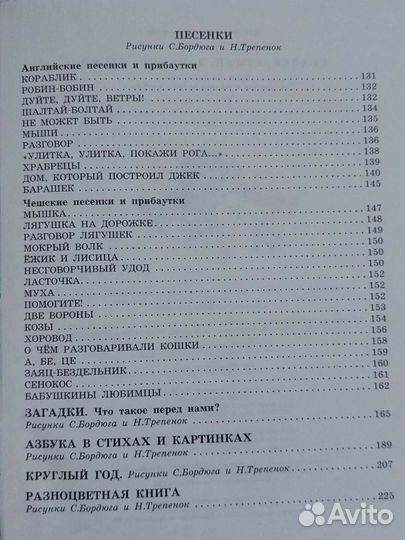 ПЕСЕНКИ
Рисунки С.Бордюга и Н.Трепенок
Английские песенки и прибаутки
КОРАБЛИК 131
РОБИН-БОБИН 132
ДУЙТЕ, ДУЙТЕ, ВЕТРЫ! 132
ШАЛТАЙ-БОЛТАЙ 134
НЕ МОЖЕТ БЫТЬ 135
МЫШИ 136
РАЗГОВОР 136
«УЛИТКА, УЛИТКА, ПОКАЖИ РОГА...» 138
ХРАБРЕЦЫ 139
ДОМ, КОТОРЫЙ ПОСТРОИЛ ДЖЕК 140
БАРАШЕК 145
Чешские песенки и прибаутки
МЫШКА 147
ЛЯГУШКА НА ДОРОЖКЕ 148
РАЗГОВОР ЛЯГУШЕК 149
МОКРЫЙ ВОЛК 150
ЁЖИК И ЛИСИЦА 150
НЕСГОВОРЧИВЫЙ УДОД 150
ЛАСТОЧКА 152
МУХА 152
ПОМОГИТЕ! 152
ДВЕ ВОРОНЫ 153
КОЗЫ 154
ХОРОВОД 156
О ЧЁМ РАЗГОВАРИВАЛИ КОШКИ 158
А, БЕ, ЦЕ 159
ЗАЯЦ-БЕЗДЕЛЬНИК 160
СЕНОКОС 161
БАБУШКИНЫ ЛЮБИМЦЫ 162
ЗАГАДКИ. Что такое перед нами?
Рисунки С.Бордюга и Н.Трепенок 165
АЗБУКА В СТИХАХ И КАРТИНКАХ
Рисунки С.Бордюга и Н.Трепенок 189
КРУГЛЫЙ ГОД. Рисунки С.Бордюга и Н.Трепенок 207
РАЗНОЦВЕТНАЯ КНИГА
Рисунки С.Бордюга и Н.Трепенок 225
Avito